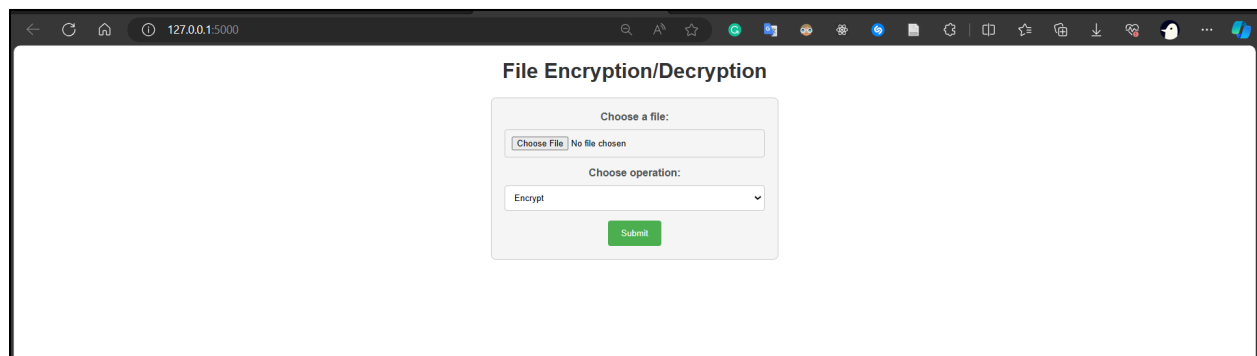 127.0.0.1:5000
File Encryption/Decryption
Choose a file:
Choose File No file chosen
Choose operation:
Encrypt
Submit